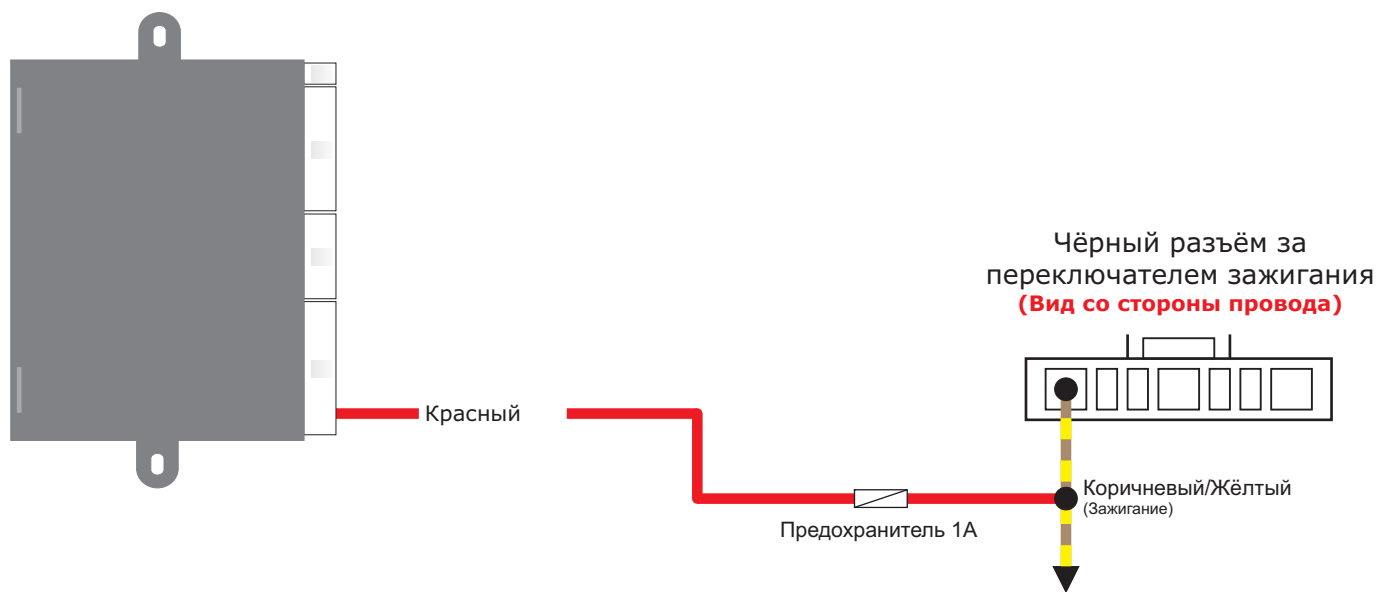 Чёрный разъём за
переключателем зажигания
(Вид со стороны провода)
Красный
Коричневый/Жёлтый
(Зажигание)
Предохранитель 1А